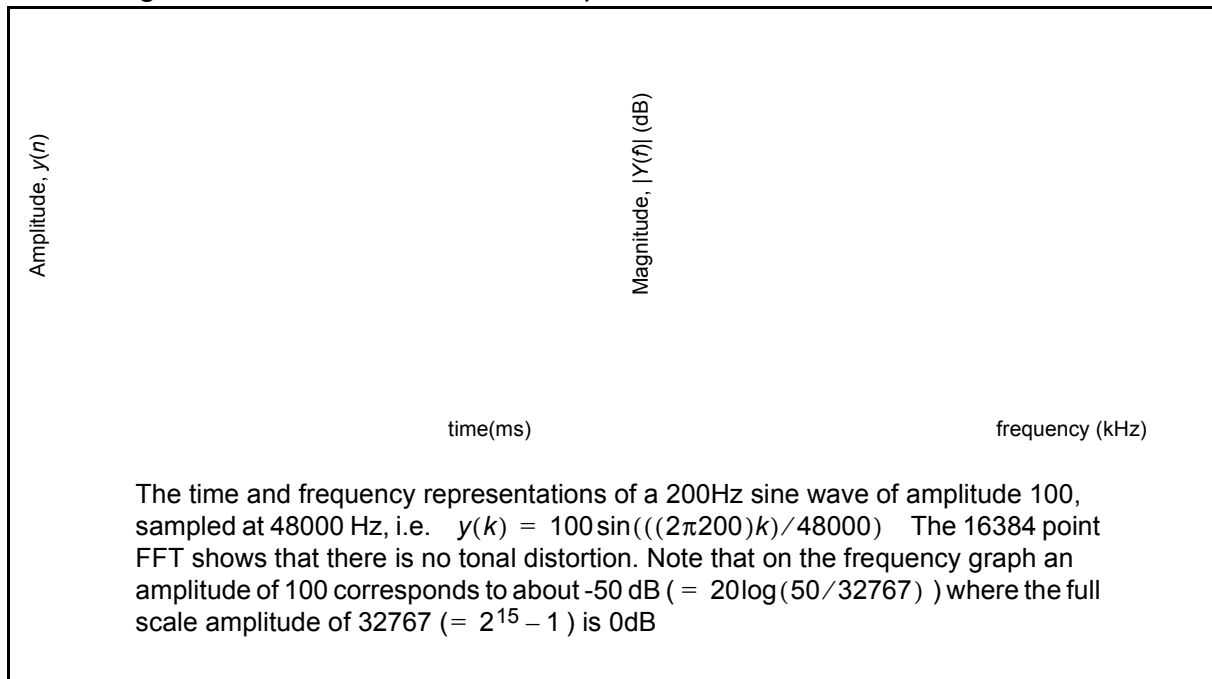 Amplitude, y(n)
Magnitude, |Y(f)| (dB)
time(ms)
frequency (kHz)
The time and frequency representations of a 200Hz sine wave of amplitude 100,
sampled at 48000 Hz, i.e. y(k) = 100sin(((2π200)k)/48000) The 16384 point
FFT shows that there is no tonal distortion. Note that on the frequency graph an
amplitude of 100 corresponds to about -50 dB ( = 20log(50/32767) ) where the full
scale amplitude of 32767 (= 2¹⁵ – 1 ) is 0dB